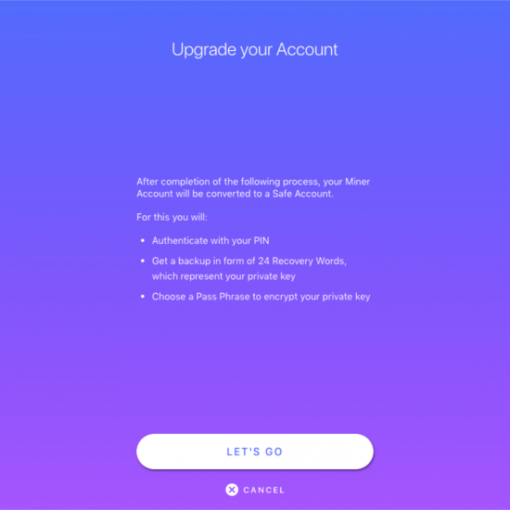 Upgrade your Account
After completion of the following process, your Miner
Account will be converted to a Safe Account.
For this you will:
• Authenticate with your PIN
• Get a backup in form of 24 Recovery Words,
which represent your private key
• Choose a Pass Phrase to encrypt your private key
LET'S GO
CANCEL